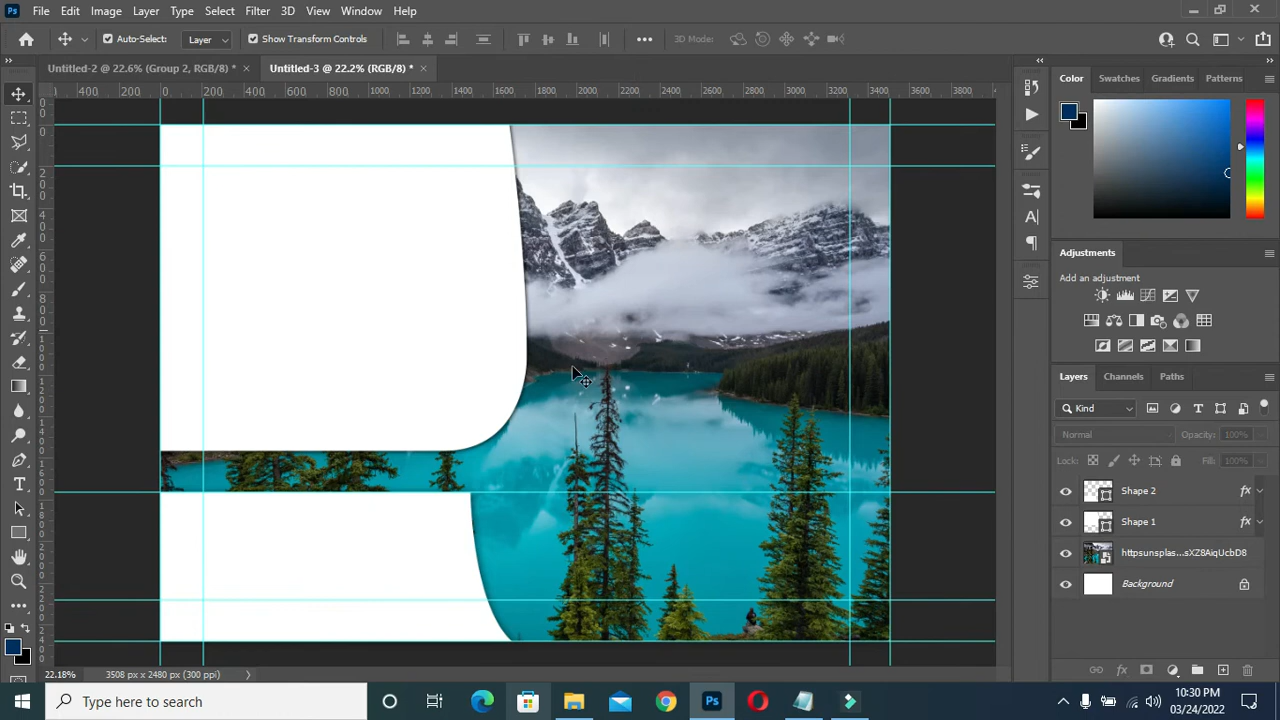 Ps File Edit Image Layer Type Select Filter 3D View Window Help
Auto-Select: Layer Show Transform Controls 3D Mode:
Untitled-2 @ 22.6% (Group 2, RGB/8) * × Untitled-3 @ 22.2% (RGB/8) * ×
400 200 0 200 400 600 800 1000 1200 1400 1600 1800 2000 2200 2400 2600 2800 3000 3200 3400 3600 3800
Color Swatches Gradients Patterns
Adjustments
Add an adjustment
Layers Channels Paths
Kind
Normal Opacity: 100%
Lock: Fill: 100%
Shape 2 fx
Shape 1 fx
httpsunsplas...sXZ8AiqUcbD8
Background
22.18% 3508 px x 2480 px (300 ppi)
Type here to search
Ps
10:30 PM
03/24/2022